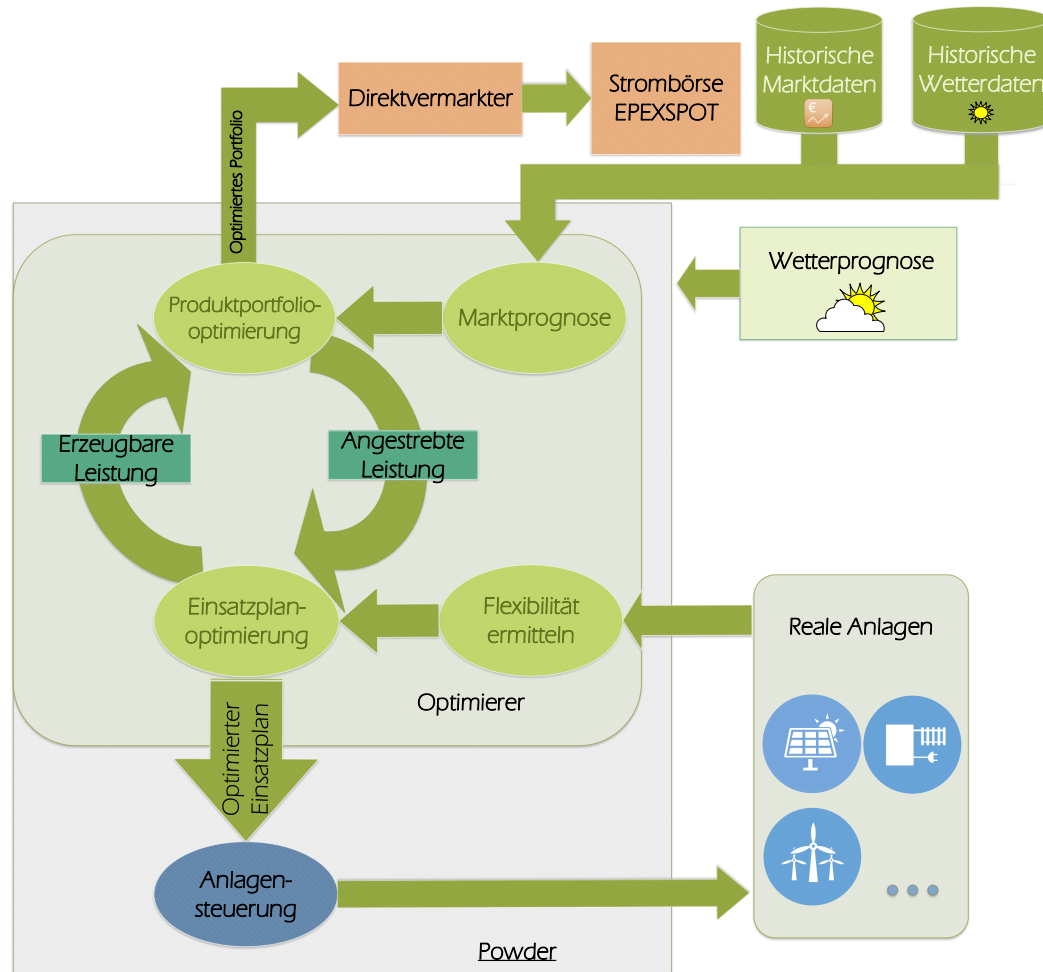 Historische
Marktdaten
€
Historische
Wetterdaten
Direktvermarkter
Strombörse
EPEXSPOT
Optimiertes Portfolio
Wetterprognose
Produktportfolio-
optimierung
Marktprognose
Erzeugbare
Leistung
Angestrebte
Leistung
Einsatzplan-
optimierung
Flexibilität
ermitteln
Reale Anlagen
Optimierer
Optimierter
Einsatzplan
Anlagen-
steuerung
Powder